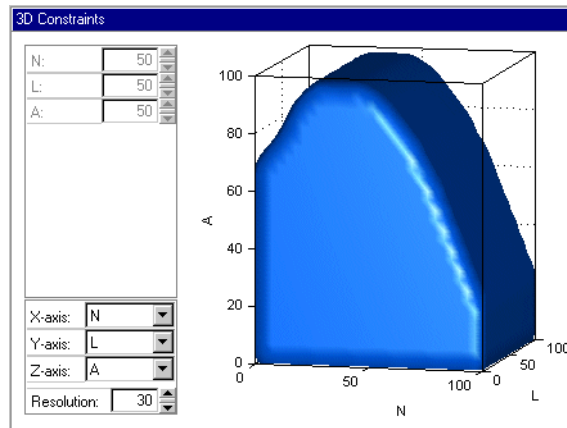 3D Constraints
N: 50
L: 50
A: 50
X-axis: N
Y-axis: L
Z-axis: A
Resolution: 30
100
80
60
40
20
0
A
0
50
100
N
0
50
100
L